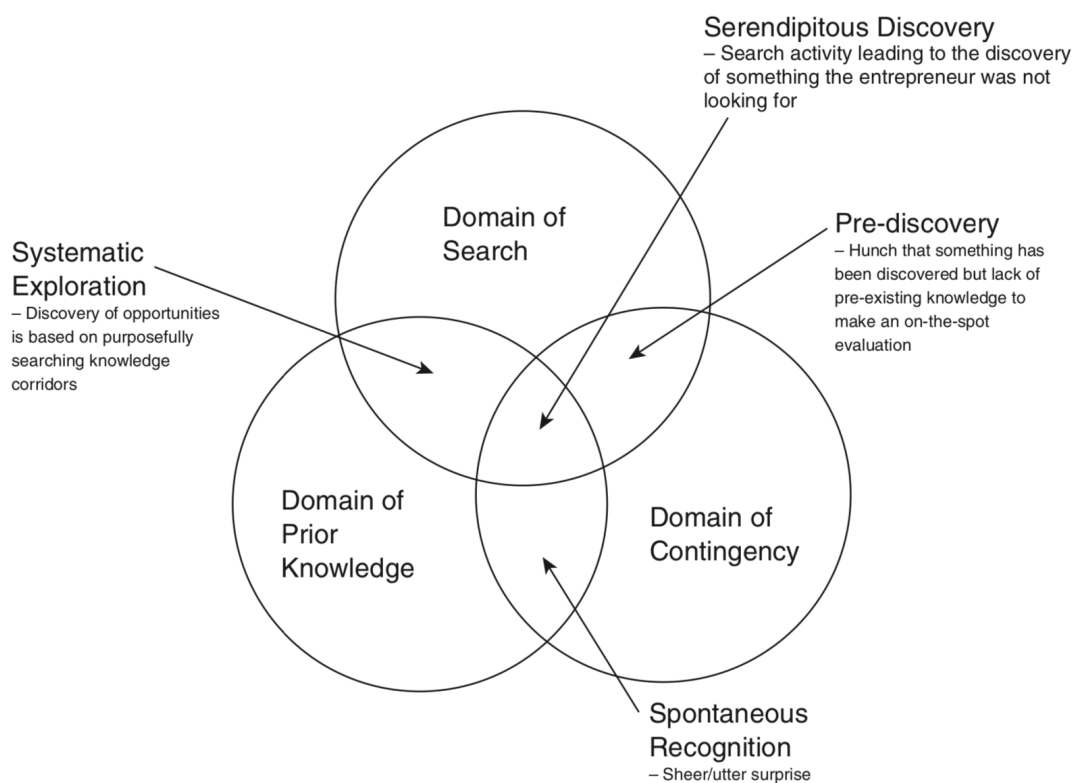 Serendipitous Discovery
– Search activity leading to the discovery
of something the entrepreneur was not
looking for
Domain of
Search
Pre-discovery
– Hunch that something has
been discovered but lack of
pre-existing knowledge to
make an on-the-spot
evaluation
Systematic
Exploration
– Discovery of opportunities
is based on purposefully
searching knowledge
corridors
Domain of
Prior
Knowledge
Domain of
Contingency
Spontaneous
Recognition
– Sheer/utter surprise